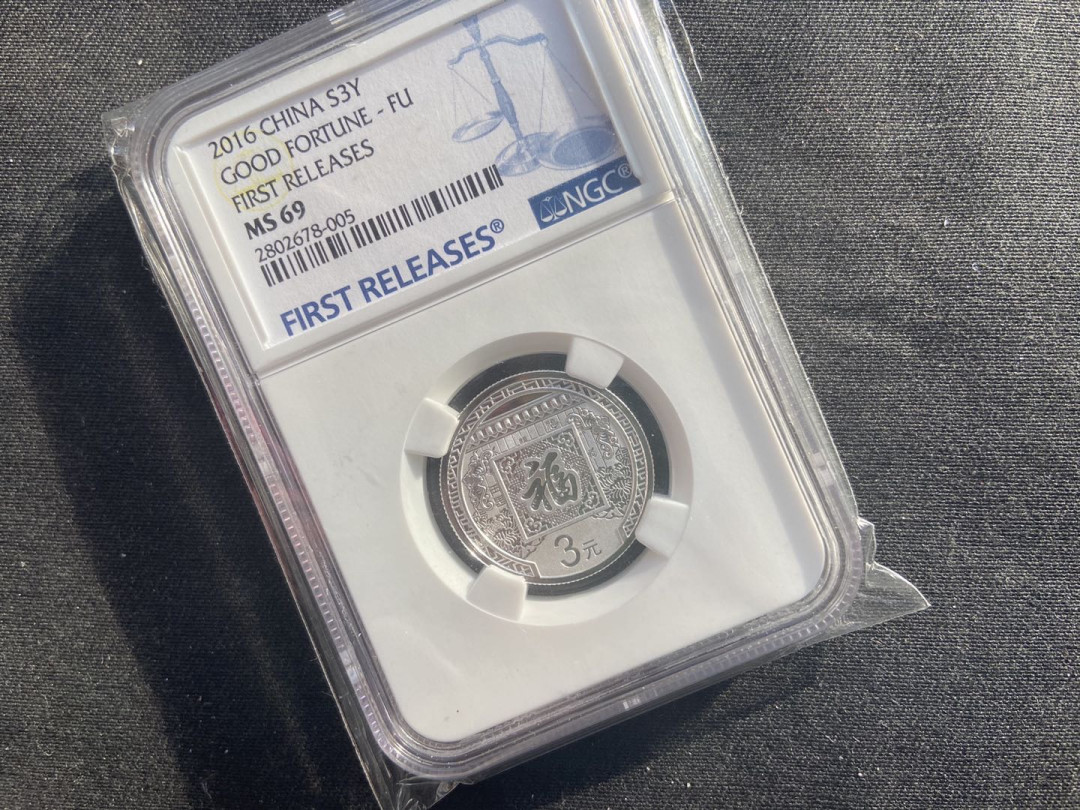 2016 CHINA S3Y
GOOD FORTUNE - FU
FIRST RELEASES
MS 69
2802678-005
NGC®
FIRST RELEASES®
福
3元